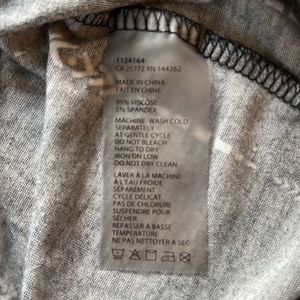 1124164
CA 25772 RN 144262
MADE IN CHINA
FAIT EN CHINE
95% VISCOSE
5% SPANDEX
MACHINE WASH COLD
SEPARATELY
AT GENTLE CYCLE
DO NOT BLEACH
HANG TO DRY
IRON ON LOW
DO NOT DRY CLEAN
LAVER À LA MACHINE
À L'EAU FROIDE
SÉPARÉMENT
CYCLE DÉLICAT
PAS DE CHLORURE
SUSPENDRE POUR
SÉCHER
REPASSER À BASSE
TEMPÉRATURE
NE PAS NETTOYER À SEC